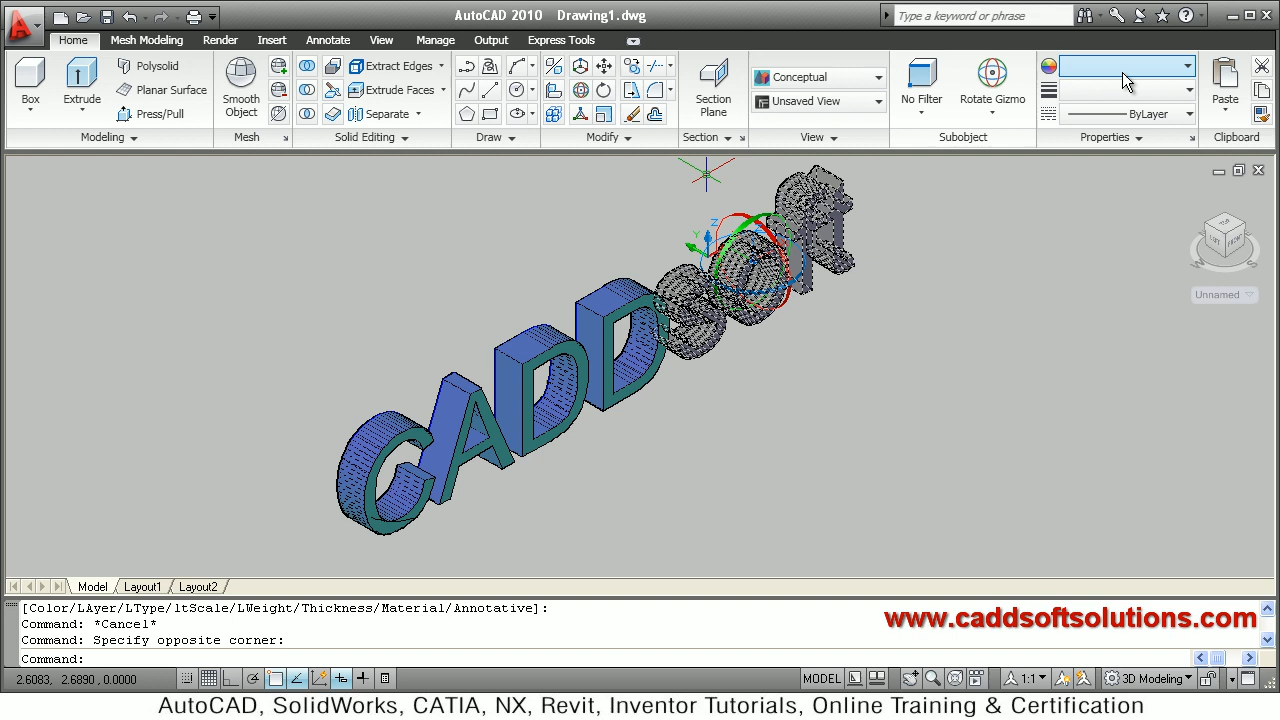 AutoCAD 2010 Drawing1.dwg
Type a keyword or phrase
Home Mesh Modeling Render Insert Annotate View Manage Output Express Tools
Box
Extrude
Polysolid
Planar Surface
Press/Pull
Smooth
Object
Extract Edges
Extrude Faces
Separate
Section
Plane
Conceptual
Unsaved View
No Filter
Rotate Gizmo
ByLayer
Paste
Modeling Mesh Solid Editing Draw Modify Section View Subobject Properties Clipboard
CADDSoft
Z
Y
TOP
LEFT
FRONT
W
S
Unnamed
Model Layout1 Layout2
[Color/LAyer/LType/ltScale/LWeight/Thickness/Material/Annotative]:
Command: *Cancel*
Command: Specify opposite corner:
Command:
www.caddsoftsolutions.com
2.6083, 2.6890 , 0.0000
MODEL
1:1
3D Modeling
AutoCAD, SolidWorks, CATIA, NX, Revit, Inventor Tutorials, Online Training & Certification